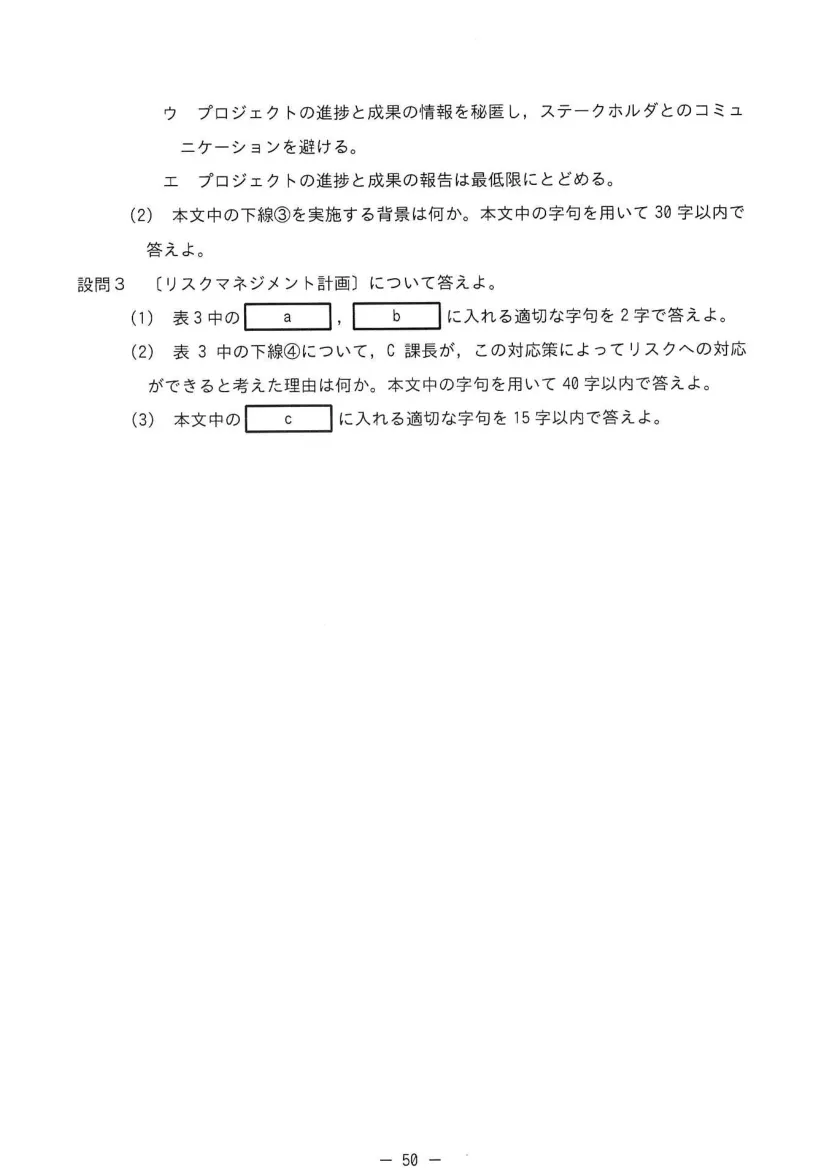 ウ プロジェクトの進捗と成果の情報を秘匿し，ステークホルダとのコミュ
ニケーションを避ける。
エ プロジェクトの進捗と成果の報告は最低限にとどめる。
(2) 本文中の下線③を実施する背景は何か。本文中の字句を用いて 30 字以内で
答えよ。
設問３ 〔リスクマネジメント計画〕について答えよ。
(1) 表３中の a ， b に入れる適切な字句を２字で答えよ。
(2) 表 3 中の下線④について，C 課長が，この対応策によってリスクへの対応
ができると考えた理由は何か。本文中の字句を用いて 40 字以内で答えよ。
(3) 本文中の c に入れる適切な字句を 15 字以内で答えよ。
― 50 ―